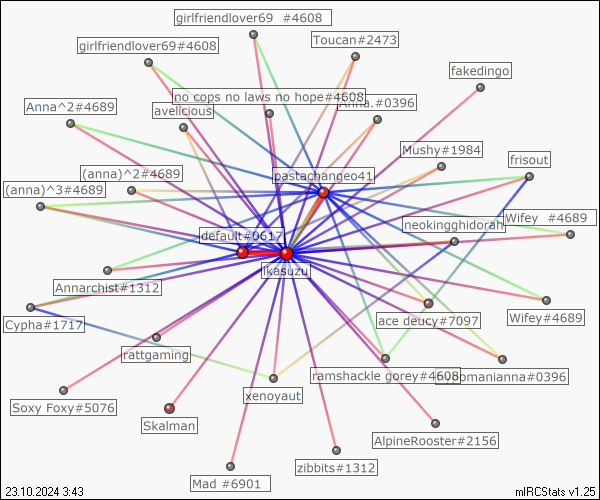 girlfriendlover69 #4608
girlfriendlover69#4608
Toucan#2473
fakedingo
no cops no laws no hope#4608
Anna.#0396
Anna^2#4689
avelicious
Mushy#1984
frisout
(anna)^2#4689
pastachangeo41
(anna)^3#4689
Wifey #4689
neokingghidorah
default#0617
ikasuzu
Annarchist#1312
Wifey#4689
Cypha#1717
ace deucy#7097
rattgaming
ramshackle gorey#4608
xenoyaut
Soxy Foxy#5076
Skalman
AlpineRooster#2156
zibbits#1312
Mad #6901
23.10.2024 3:43
mIRCStats v1.25